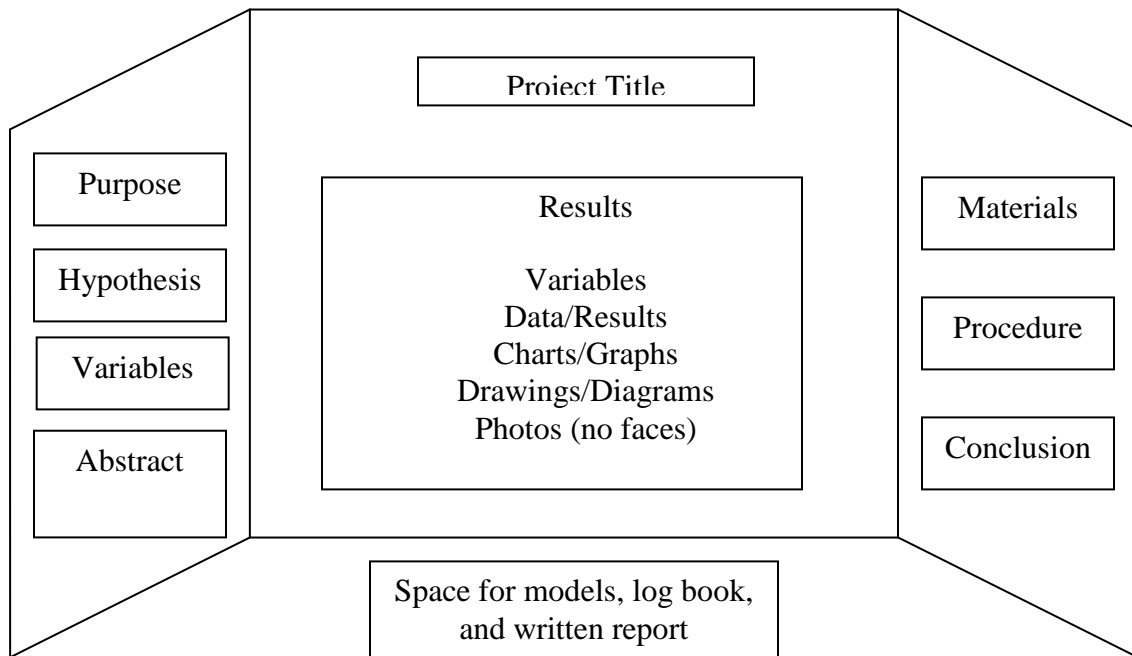 Project Title
Purpose
Hypothesis
Variables
Abstract
Results
Variables
Data/Results
Charts/Graphs
Drawings/Diagrams
Photos (no faces)
Materials
Procedure
Conclusion
Space for models, log book,
and written report